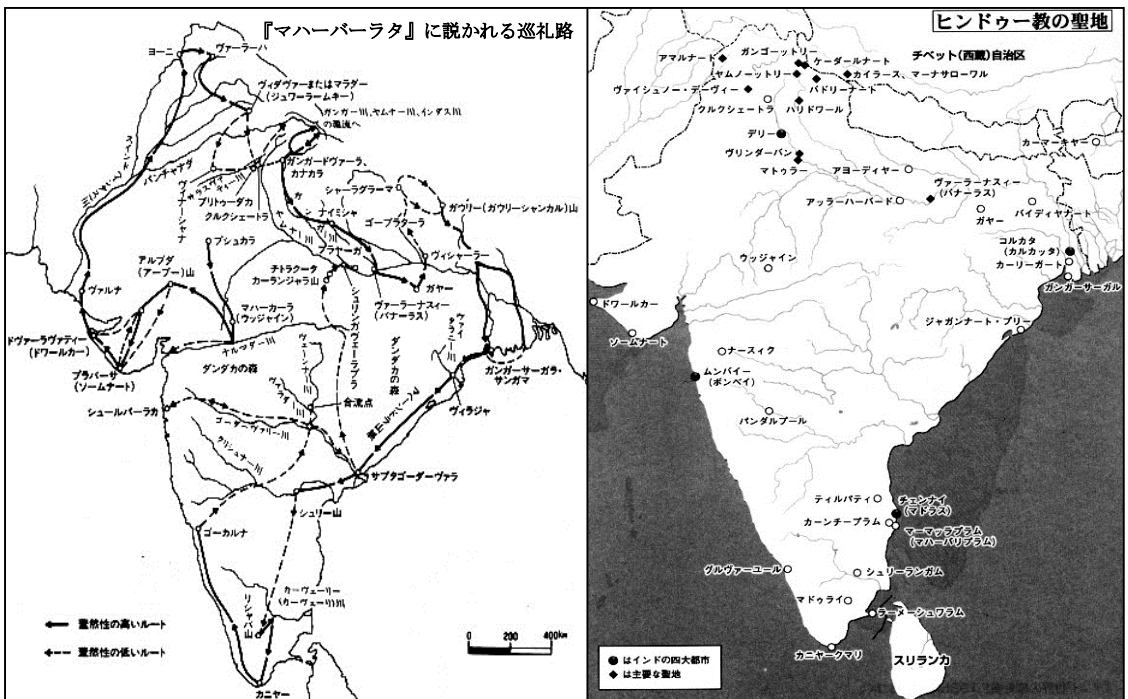 『マハーバーラタ』に説かれる巡礼路
ヨーニ
ヴァーラーハ
ヴィダヴァーまたはマラダー
(ジュワーラームキー)
ガンガー川、ヤムナー川、インダス川
の源流へ
パンチャナダ
ヴィナーシャナ
プリトゥーダカ
クルクシェートラ
ガンガードヴァーラ、
カナカラ
シャーラグラーマ
ナイミシャ
ゴープラターラ
ガウリー(ガウリーシャンカル)山
ヤムナー川
プラヤーガ
プシュカラ
アルブダ
(アーブー)山
チトラクータ
カーランジャラ山
ヴィシャーラー
ガヤー
ヴァーラーナスィー
(バナーラス)
ヴァルナ
マハーカーラ
(ウッジャイン)
シュリンガヴェーラプラ
ドヴァーラヴァティー
(ドワールカー)
ナルマダー川
プラバーサ
(ソームナート)
ダンダカの森
ダンダカの森
ヴァイタラニー川
ガンガーサーガラ・
サンガマ
ヴィラジャ
シュールパーラカ
合流点
ゴーダーヴァリー川
クリシュナー川
サプタゴーダーヴァラ
シュリー山
ゴーカルナ
カーヴェーリー
(カーヴェーリ)川
リシャバ山
カニヤー
蓋然性の高いルート
蓋然性の低いルート
0 200 400km
ヒンドゥー教の聖地
アマルナート
ガンゴーットリー
ケーダールナート
チベット(西蔵)自治区
ヤムノーットリー
カイラース、マーナサローワル
ヴァイシュノー・デーヴィー
バドリーナート
クルクシェートラ
ハリドワール
デリー
カーマーキヤー
ヴリンダーバン
マトゥラー
アヨーディヤー
ヴァーラーナスィー
(バナーラス)
アッラーハーバード
ガヤー
バイディヤナート
コルカタ
(カルカッタ)
カーリーガート
ガンガーサーガル
ウッジャイン
ドワールカー
ソームナート
ジャガンナート・プリー
ナースィク
ムンバイー
(ボンベイ)
パンダルプール
ティルパティ
チェンナイ
(マドラス)
カーンチープラム
マーマッラプラム
(マハーバリプラム)
グルヴァーユール
シュリーランガム
マドゥライ
ラーメーシュワラム
カニヤークマリ
スリランカ
●はインドの四大都市
◆は主要な聖地